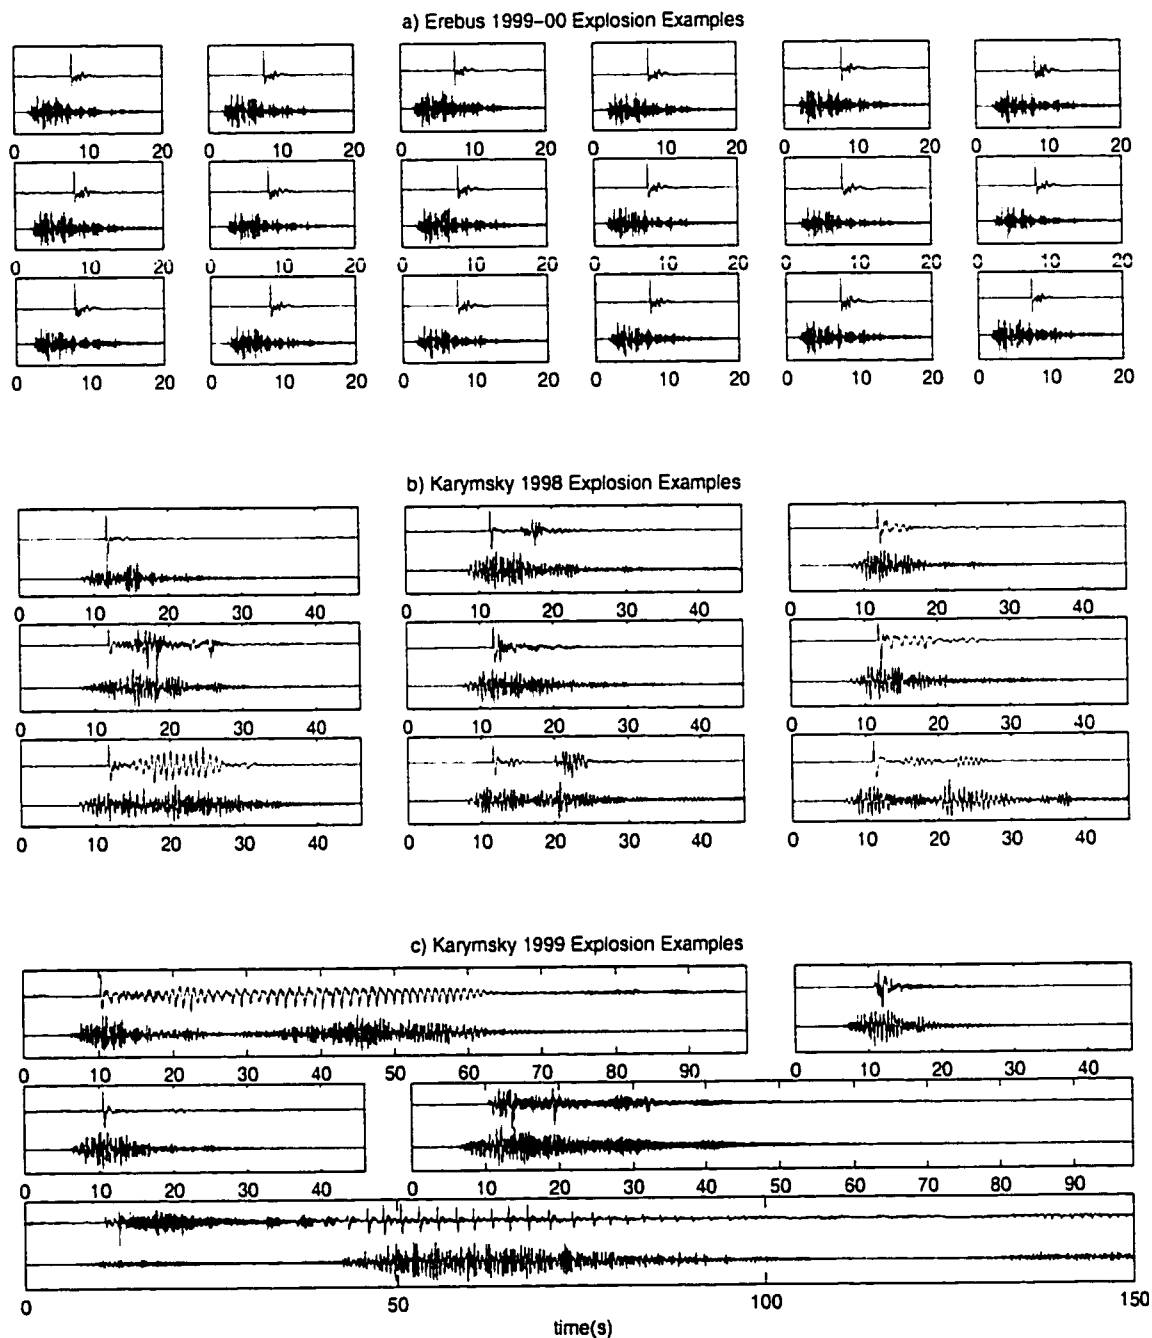 a) Erebus 1999-00 Explosion Examples
0 10 20 0 10 20 0 10 20 0 10 20 0 10 20 0 10 20
0 10 20 0 10 20 0 10 20 0 10 20 0 10 20 0 10 20
0 10 20 0 10 20 0 10 20 0 10 20 0 10 20 0 10 20
b) Karymsky 1998 Explosion Examples
0 10 20 30 40 0 10 20 30 40 0 10 20 30 40
0 10 20 30 40 0 10 20 30 40 0 10 20 30 40
0 10 20 30 40 0 10 20 30 40 0 10 20 30 40
c) Karymsky 1999 Explosion Examples
0 10 20 30 40 52 62 72 82 92 0 10 20 30 40
0 10 20 30 40 0 10 20 30 40 50 60 70 80 90
0 50 100 150
time(s)